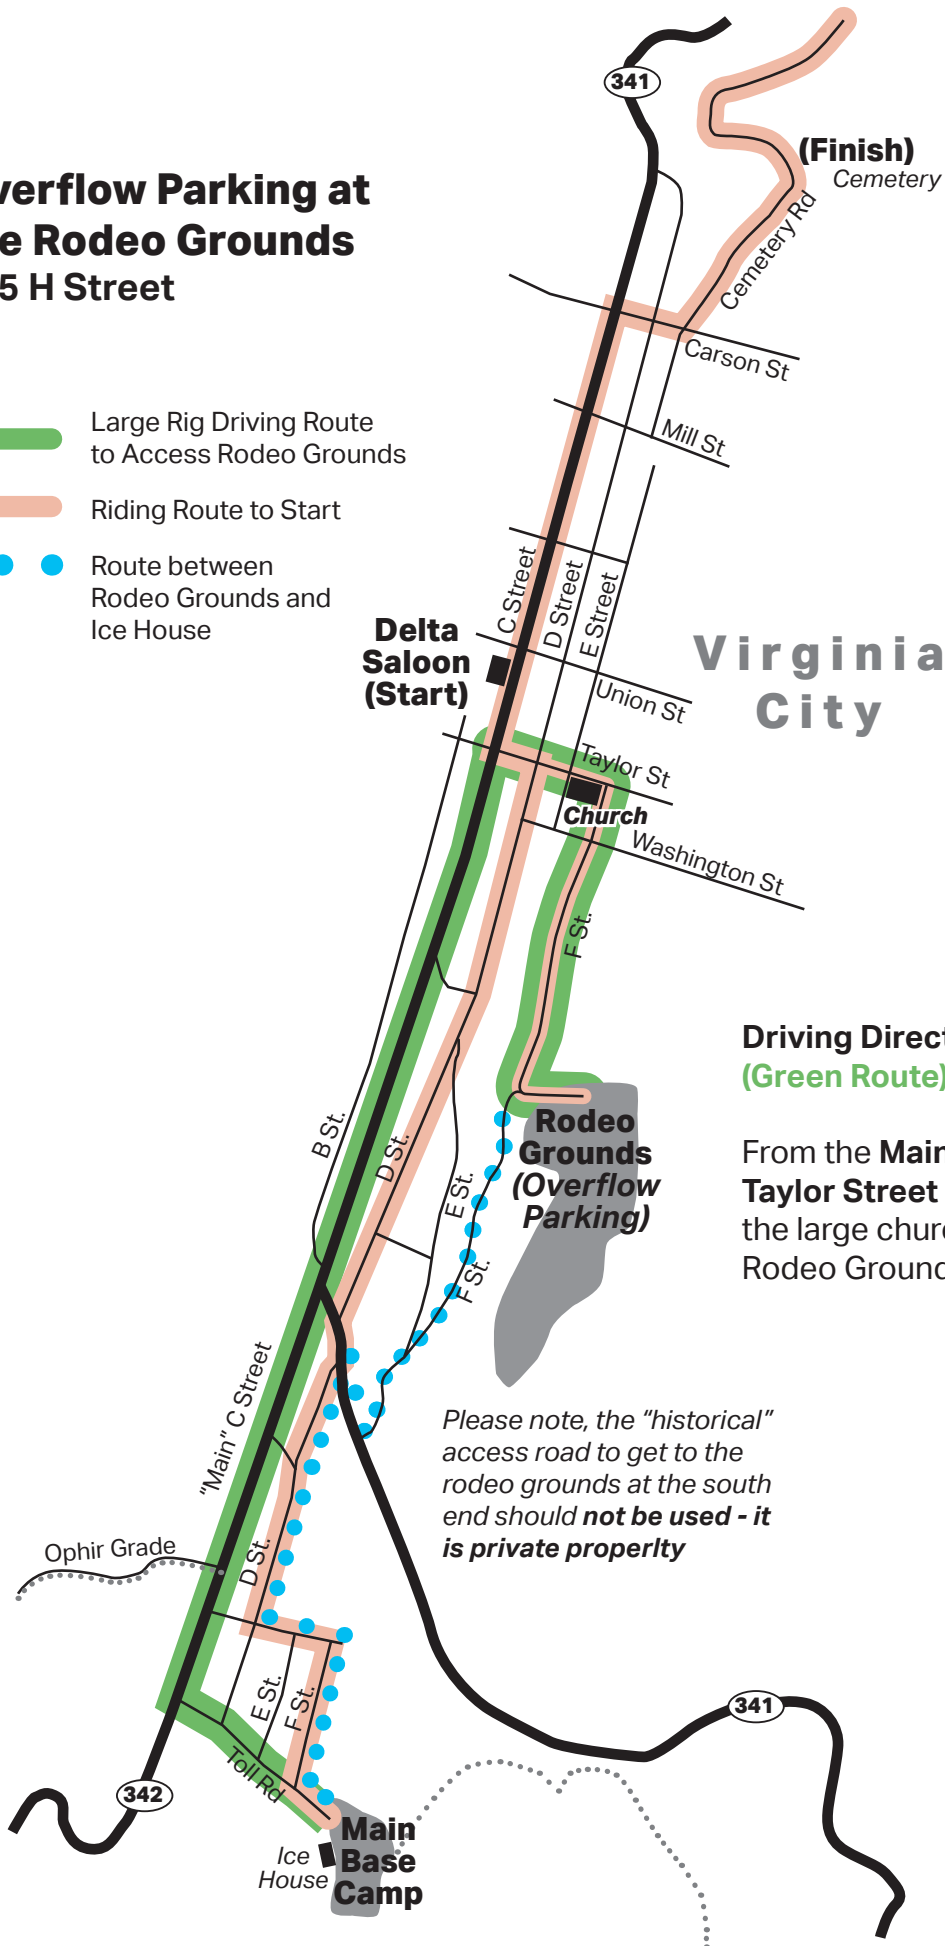 341
(Finish)
Cemetery
verflow Parking at
e Rodeo Grounds
5 H Street
Cemetery Rd
Carson St
Mill St
Large Rig Driving Route
to Access Rodeo Grounds
Riding Route to Start
Route between
Rodeo Grounds and
Ice House
C Street
D Street
E Street
Delta
Saloon
(Start)
Virginia
City
Union St
Taylor St
Church
Washington St
F St.
Driving Direct
(Green Route)
From the Main
Taylor Street
the large churc
Rodeo Ground
B St.
D St.
E St.
F St.
Rodeo
Grounds
(Overflow
Parking)
"Main" C Street
Please note, the "historical"
access road to get to the
rodeo grounds at the south
end should not be used - it
is private properlty
Ophir Grade
D St.
E St.
F St.
Toll Rd
341
342
Main
Base
Camp
Ice
House